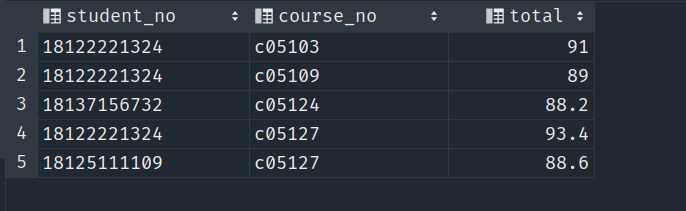 student_no course_no total
1 18122221324 c05103 91
2 18122221324 c05109 89
3 18137156732 c05124 88.2
4 18122221324 c05127 93.4
5 18125111109 c05127 88.6